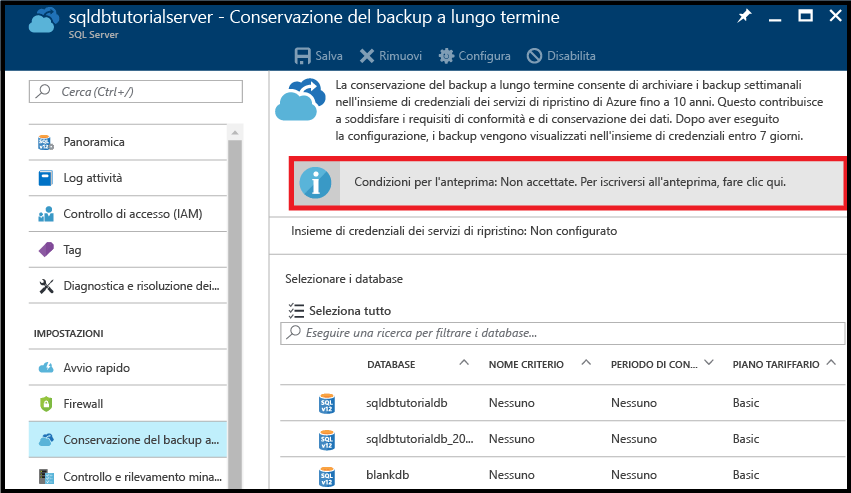 sqldbtutorialserver - Conservazione del backup a lungo termine
SQL Server
Salva Rimuovi Configura Disabilita
Cerca (Ctrl+/)
Panoramica
Log attività
Controllo di accesso (IAM)
Tag
Diagnostica e risoluzione dei...
IMPOSTAZIONI
Avvio rapido
Firewall
Conservazione del backup a...
Controllo e rilevamento mina...
La conservazione del backup a lungo termine consente di archiviare i backup settimanali
nell'insieme di credenziali dei servizi di ripristino di Azure fino a 10 anni. Questo contribuisce
a soddisfare i requisiti di conformità e di conservazione dei dati. Dopo aver eseguito
la configurazione, i backup vengono visualizzati nell'insieme di credenziali entro 7 giorni.
Condizioni per l'anteprima: Non accettate. Per iscriversi all'anteprima, fare clic qui.
Insieme di credenziali dei servizi di ripristino: Non configurato
Selezionare i database
Seleziona tutto
Eseguire una ricerca per filtrare i database...
DATABASE NOME CRITERIO PERIODO DI CON... PIANO TARIFFARIO
SQL v12 sqldbtutorialdb Nessuno Nessuno Basic
SQL v12 sqldbtutorialdb_20... Nessuno Nessuno Basic
SQL v12 blankdb Nessuno Nessuno Basic